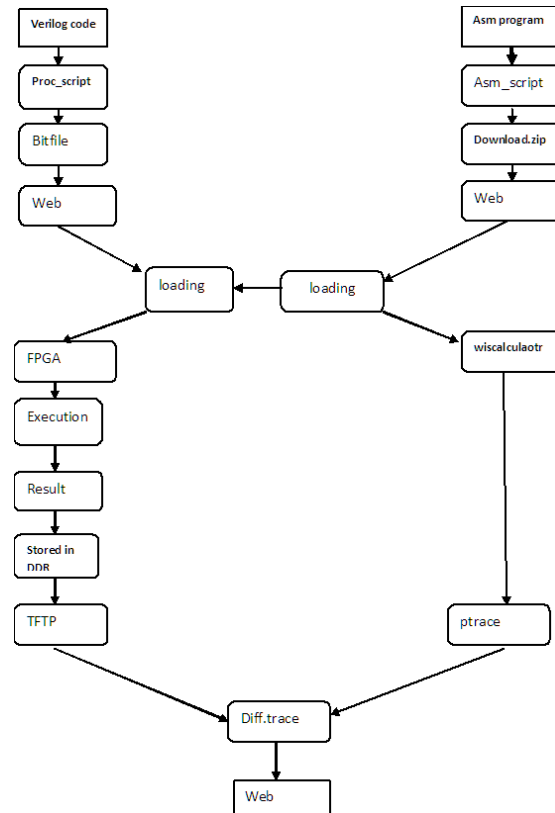 Verilog code
Asm program
Proc_script
Asm_script
Bitfile
Download.zip
Web
Web
loading
loading
FPGA
wiscalculaotr
Execution
Result
Stored in
DDR
TFTP
ptrace
Diff.trace
Web